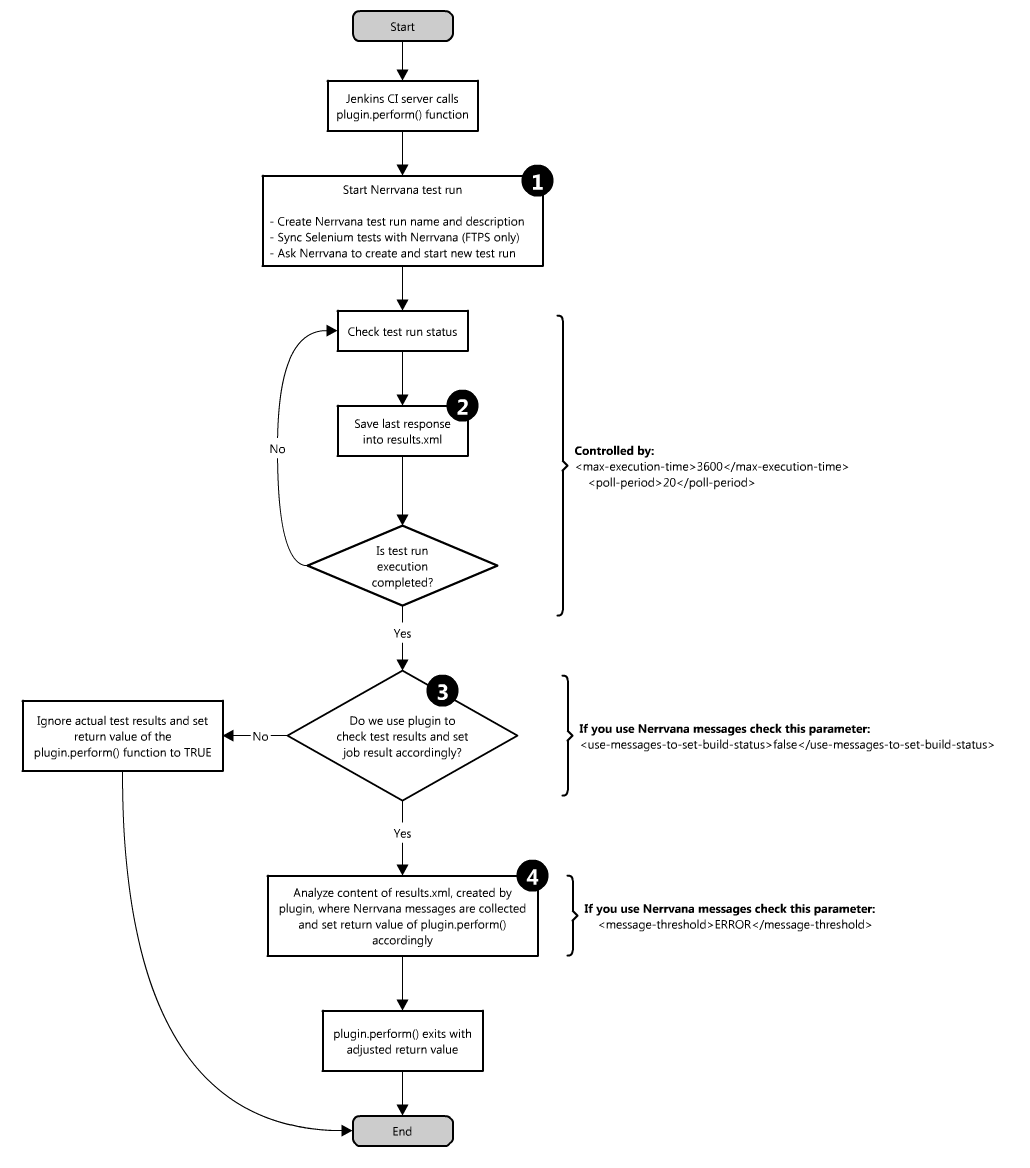 Start
Jenkins CI server calls
plugin.perform() function
1
Start Nerrvana test run
- Create Nerrvana test run name and description
- Sync Selenium tests with Nerrvana (FTPS only)
- Ask Nerrvana to create and start new test run
Check test run status
2
Save last response
into results.xml
No
Controlled by:
<max-execution-time>3600</max-execution-time>
<poll-period>20</poll-period>
Is test run
execution
completed?
Yes
3
Do we use plugin to
check test results and set
job result accordingly?
No
Ignore actual test results and set
return value of the
plugin.perform() function to TRUE
If you use Nerrvana messages check this parameter:
<use-messages-to-set-build-status>false</use-messages-to-set-build-status>
Yes
4
Analyze content of results.xml, created by
plugin, where Nerrvana messages are collected
and set return value of plugin.perform()
accordingly
If you use Nerrvana messages check this parameter:
<message-threshold>ERROR</message-threshold>
plugin.perform() exits with
adjusted return value
End